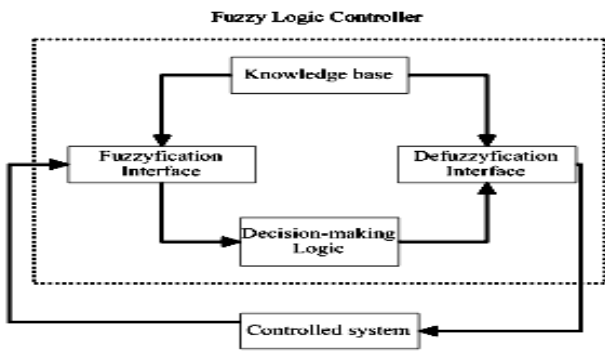 Fuzzy Logic Controller
Knowledge base
Fuzzyfication
Interface
Defuzzyfication
Interface
Decision-making
Logic
Controlled system